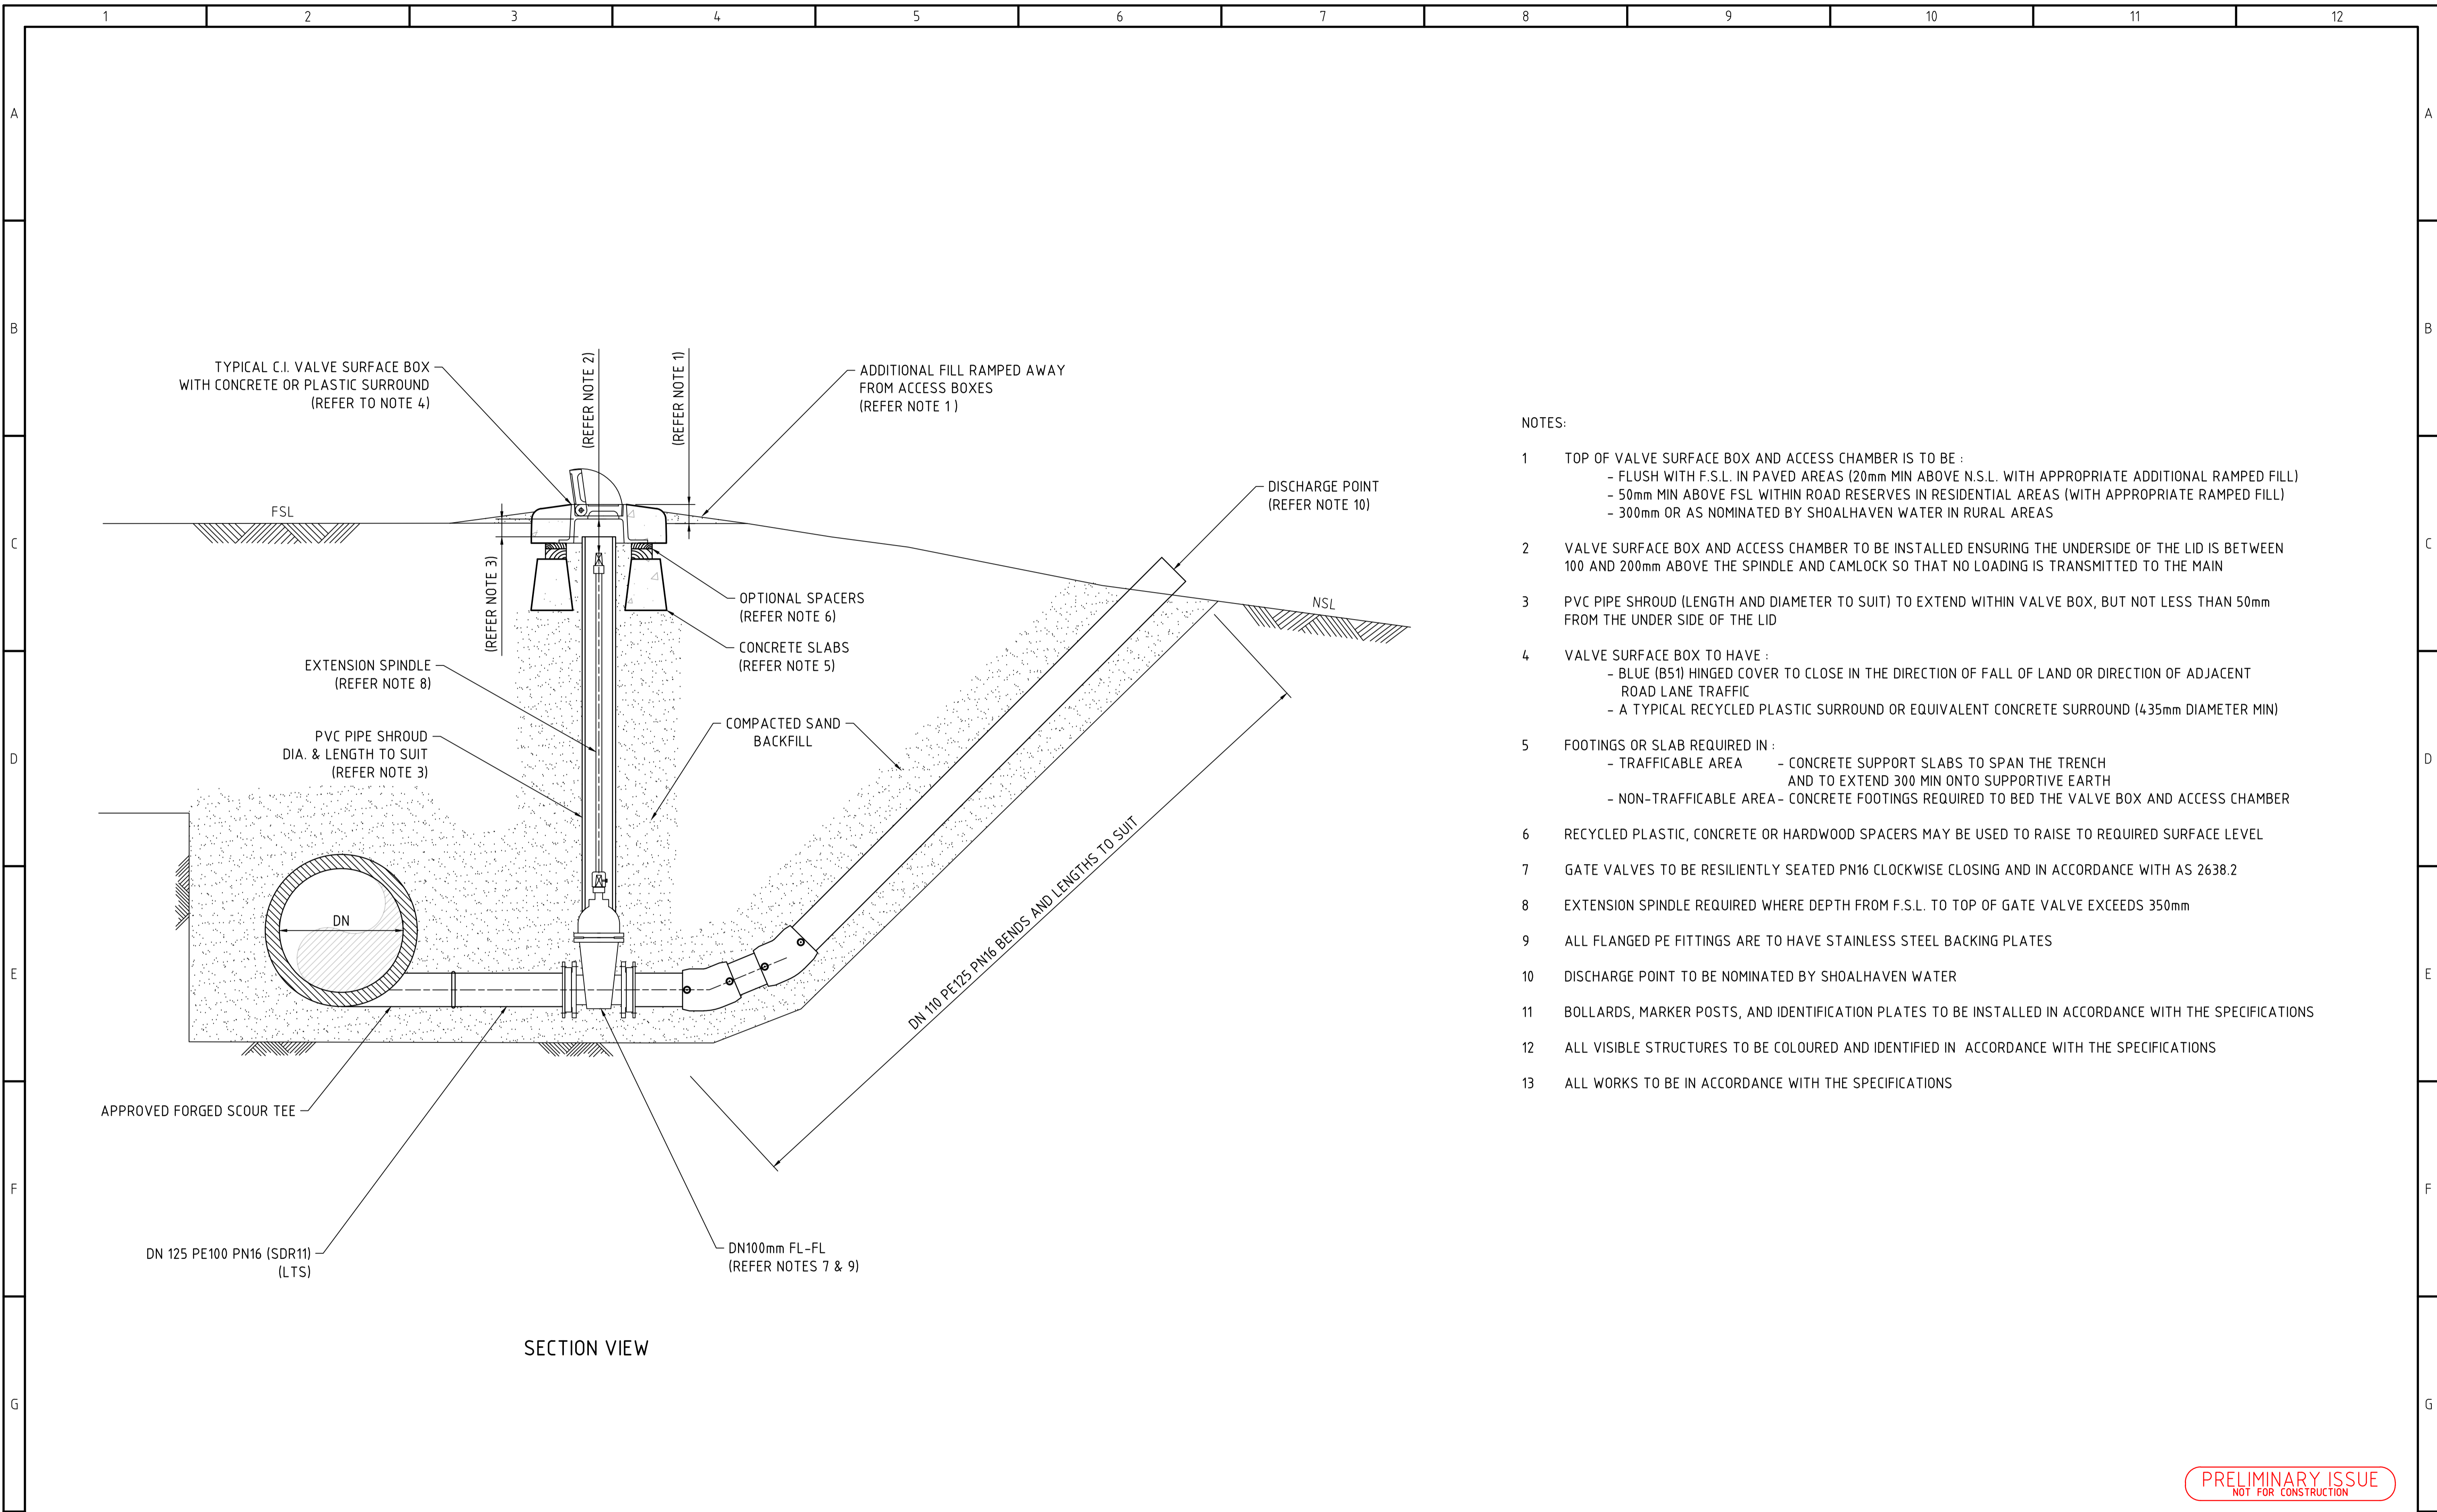 1 2 3 4 5 6 7 8 9 10 11 12
A A
B B
TYPICAL C.I. VALVE SURFACE BOX
WITH CONCRETE OR PLASTIC SURROUND
(REFER TO NOTE 4)
(REFER NOTE 2)
(REFER NOTE 1)
ADDITIONAL FILL RAMPED AWAY
FROM ACCESS BOXES
(REFER NOTE 1 )
DISCHARGE POINT
(REFER NOTE 10)
FSL
C C
(REFER NOTE 3)
OPTIONAL SPACERS
(REFER NOTE 6)
NSL
CONCRETE SLABS
(REFER NOTE 5)
EXTENSION SPINDLE
(REFER NOTE 8)
COMPACTED SAND
BACKFILL
PVC PIPE SHROUD
DIA. & LENGTH TO SUIT
(REFER NOTE 3)
D D
DN
DN 110 PE125 PN16 BENDS AND LENGTHS TO SUIT
E E
APPROVED FORGED SCOUR TEE
F F
DN 125 PE100 PN16 (SDR11)
(LTS)
DN100mm FL-FL
(REFER NOTES 7 & 9)
SECTION VIEW
G G
NOTES:
1 TOP OF VALVE SURFACE BOX AND ACCESS CHAMBER IS TO BE :
- FLUSH WITH F.S.L. IN PAVED AREAS (20mm MIN ABOVE N.S.L. WITH APPROPRIATE ADDITIONAL RAMPED FILL)
- 50mm MIN ABOVE FSL WITHIN ROAD RESERVES IN RESIDENTIAL AREAS (WITH APPROPRIATE RAMPED FILL)
- 300mm OR AS NOMINATED BY SHOALHAVEN WATER IN RURAL AREAS
2 VALVE SURFACE BOX AND ACCESS CHAMBER TO BE INSTALLED ENSURING THE UNDERSIDE OF THE LID IS BETWEEN
100 AND 200mm ABOVE THE SPINDLE AND CAMLOCK SO THAT NO LOADING IS TRANSMITTED TO THE MAIN
3 PVC PIPE SHROUD (LENGTH AND DIAMETER TO SUIT) TO EXTEND WITHIN VALVE BOX, BUT NOT LESS THAN 50mm
FROM THE UNDER SIDE OF THE LID
4 VALVE SURFACE BOX TO HAVE :
- BLUE (B51) HINGED COVER TO CLOSE IN THE DIRECTION OF FALL OF LAND OR DIRECTION OF ADJACENT
ROAD LANE TRAFFIC
- A TYPICAL RECYCLED PLASTIC SURROUND OR EQUIVALENT CONCRETE SURROUND (435mm DIAMETER MIN)
5 FOOTINGS OR SLAB REQUIRED IN :
- TRAFFICABLE AREA - CONCRETE SUPPORT SLABS TO SPAN THE TRENCH
AND TO EXTEND 300 MIN ONTO SUPPORTIVE EARTH
- NON-TRAFFICABLE AREA - CONCRETE FOOTINGS REQUIRED TO BED THE VALVE BOX AND ACCESS CHAMBER
6 RECYCLED PLASTIC, CONCRETE OR HARDWOOD SPACERS MAY BE USED TO RAISE TO REQUIRED SURFACE LEVEL
7 GATE VALVES TO BE RESILIENTLY SEATED PN16 CLOCKWISE CLOSING AND IN ACCORDANCE WITH AS 2638.2
8 EXTENSION SPINDLE REQUIRED WHERE DEPTH FROM F.S.L. TO TOP OF GATE VALVE EXCEEDS 350mm
9 ALL FLANGED PE FITTINGS ARE TO HAVE STAINLESS STEEL BACKING PLATES
10 DISCHARGE POINT TO BE NOMINATED BY SHOALHAVEN WATER
11 BOLLARDS, MARKER POSTS, AND IDENTIFICATION PLATES TO BE INSTALLED IN ACCORDANCE WITH THE SPECIFICATIONS
12 ALL VISIBLE STRUCTURES TO BE COLOURED AND IDENTIFIED IN ACCORDANCE WITH THE SPECIFICATIONS
13 ALL WORKS TO BE IN ACCORDANCE WITH THE SPECIFICATIONS
PRELIMINARY ISSUE
NOT FOR CONSTRUCTION